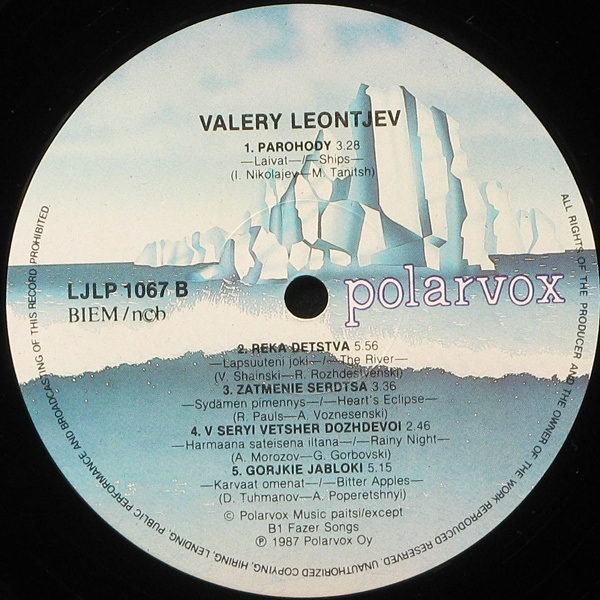 VALERY LEONTJEV
1. PAROHODY 3.28
—Laivat—/—Ships—
(I. Nikolajev—M. Tanitsh)
LJLP 1067 B
BIEM/ncb
polarvox
2. REKA DETSTVA 5.56
—Lapsuuteni joki—/—The River—
(V. Shainski—R. Rozhdestvenski)
3. ZATMENIE SERDTSA 3.36
—Sydämen pimennys—/—Heart's Eclipse—
(R. Pauls—A. Voznesenski)
4. V SERYI VETSHER DOZHDEVOI 2.46
—Harmaana sateisena iltana—/—Rainy Night—
(A. Morozov—G. Gorbovski)
5. GORJKIE JABLOKI 5.15
—Karvaat omenat—/—Bitter Apples—
(D. Tuhmanov—A. Poperetshnyi)
© Polarvox Music paitsi/except
B1 Fazer Songs
℗ 1987 Polarvox Oy
ALL RIGHTS OF THE PRODUCER AND THE OWNER OF THE WORK REPRODUCED RESERVED. UNAUTHORIZED COPYING, HIRING, LENDING, PUBLIC PERFORMANCE AND BROADCASTING OF THIS RECORD PROHIBITED